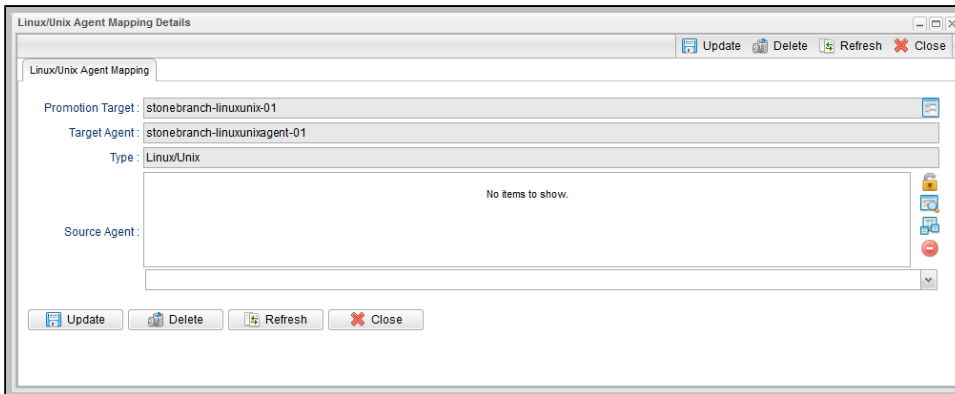 Linux/Unix Agent Mapping Details
Update Delete Refresh Close
Linux/Unix Agent Mapping
Promotion Target : stonebranch-linuxunix-01
Target Agent : stonebranch-linuxunixagent-01
Type : Linux/Unix
No items to show.
Source Agent :
Update Delete Refresh Close